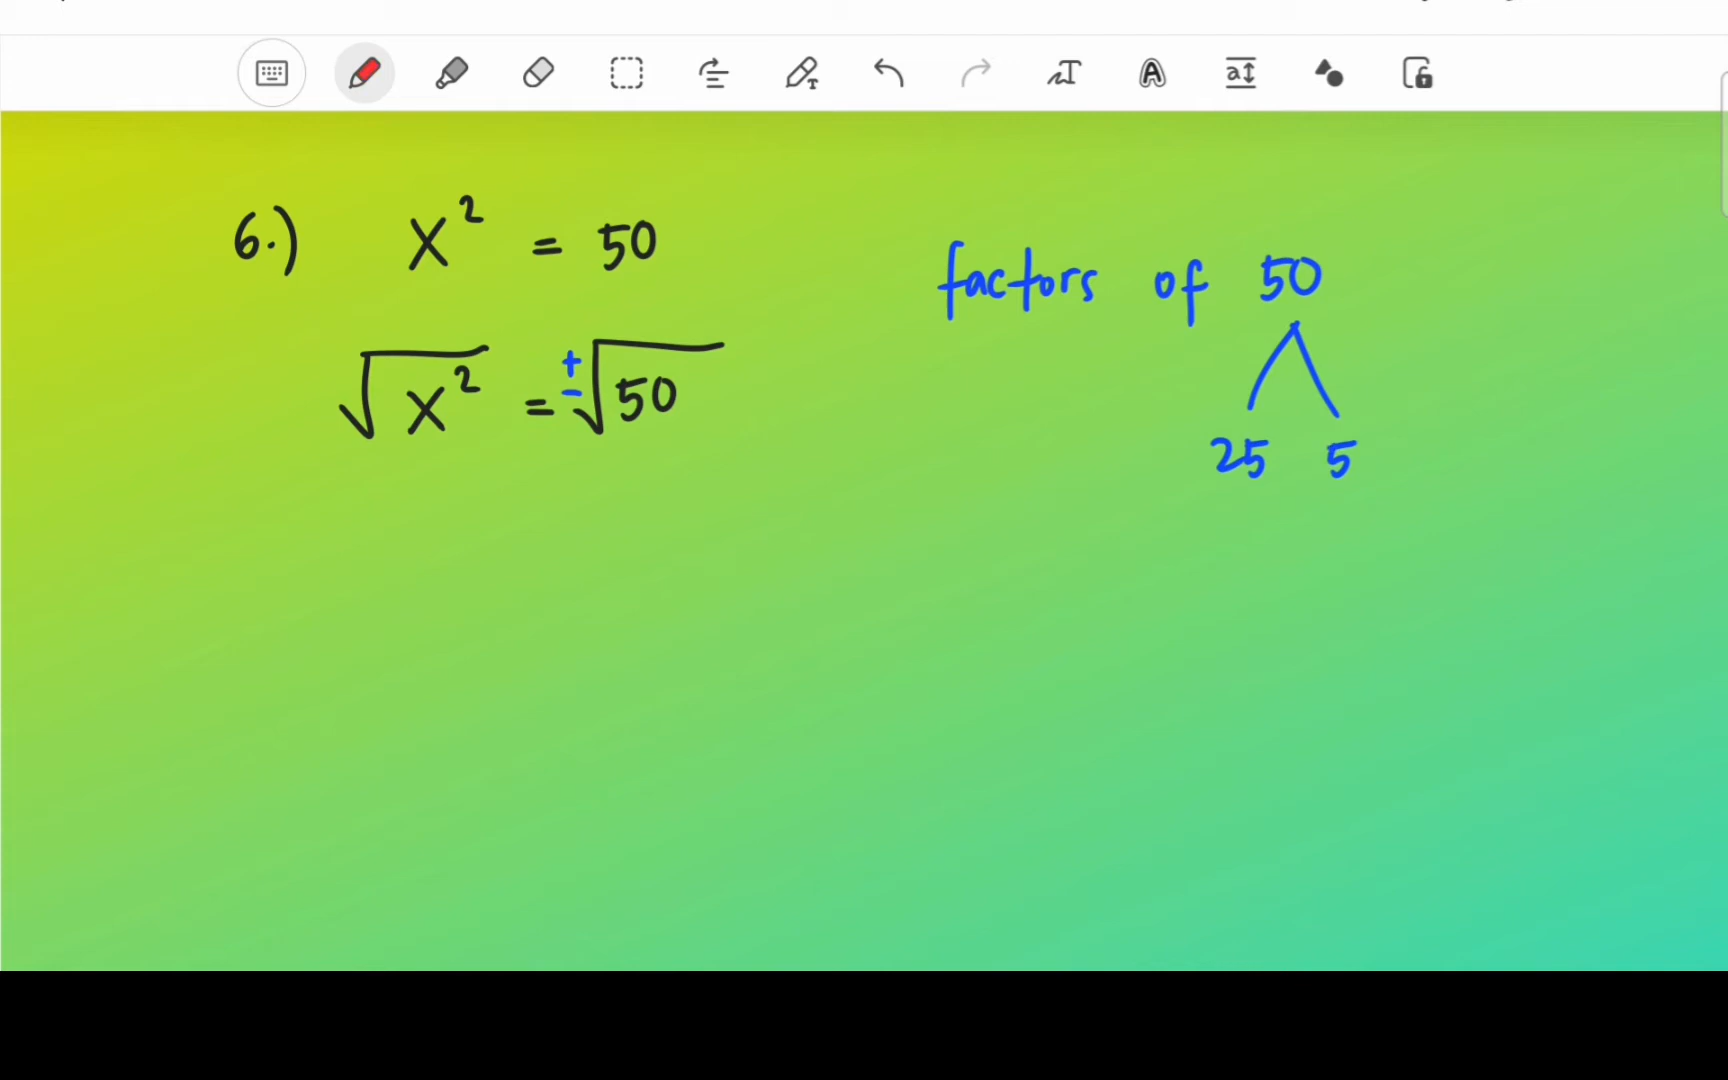 6.) x² = 50
√x² = ±√50
factors of 50
25 5